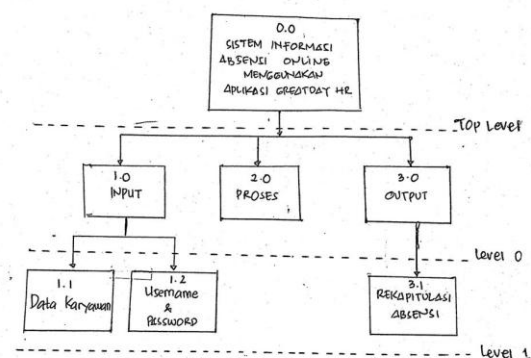 0.0
SISTEM INFORMASI
ABSENSI ONLINE
MENGGUNAKAN
APLIKASI GREATDAY HR
TOP Level
1.0
INPUT
2.0
PROSES
3.0
OUTPUT
Level 0
1.1
Data Karyawan
1.2
Username
&
PASSWORD
3.1
REKAPITULASI
ABSENSI
Level 1